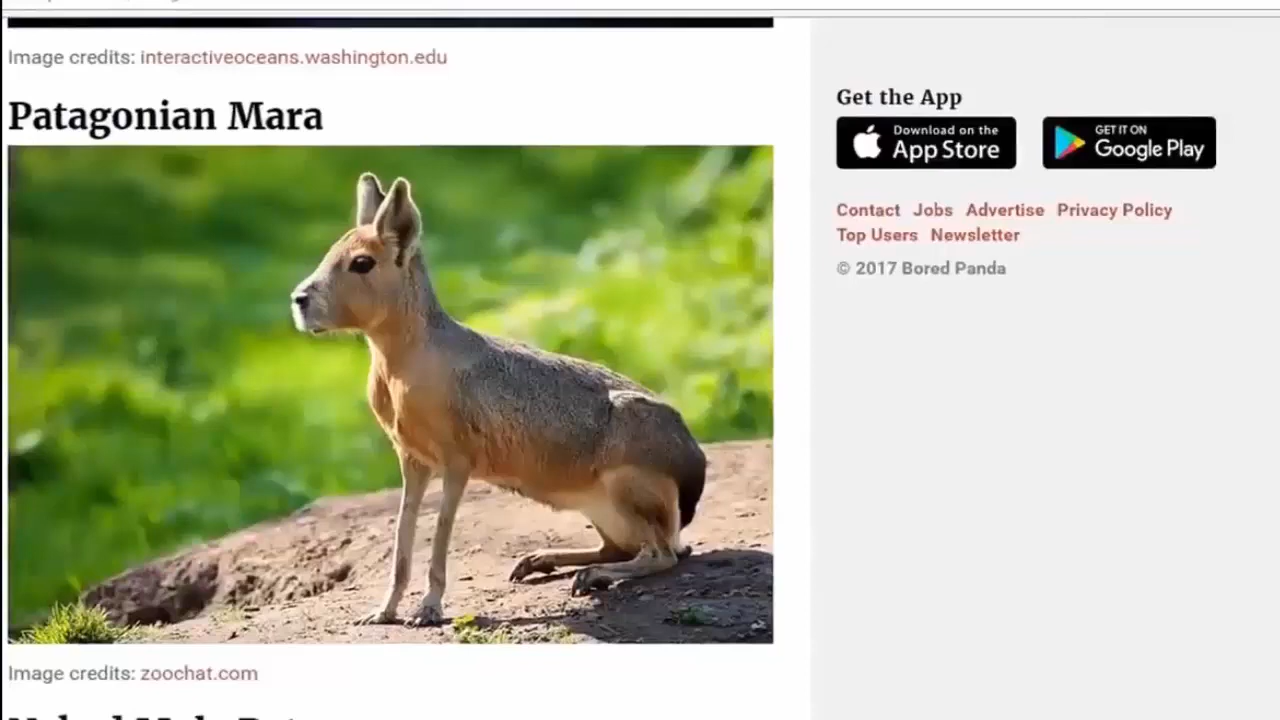 Image credits: interactiveoceans.washington.edu
Patagonian Mara
Image credits: zoochat.com
Get the App
Download on the
App Store
GET IT ON
Google Play
Contact Jobs Advertise Privacy Policy
Top Users Newsletter
© 2017 Bored Panda